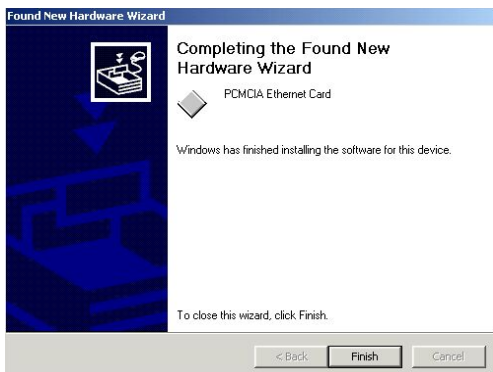 Found New Hardware Wizard
Completing the Found New
Hardware Wizard
PCMCIA Ethernet Card
Windows has finished installing the software for this device.
To close this wizard, click Finish.
< Back
Finish
Cancel